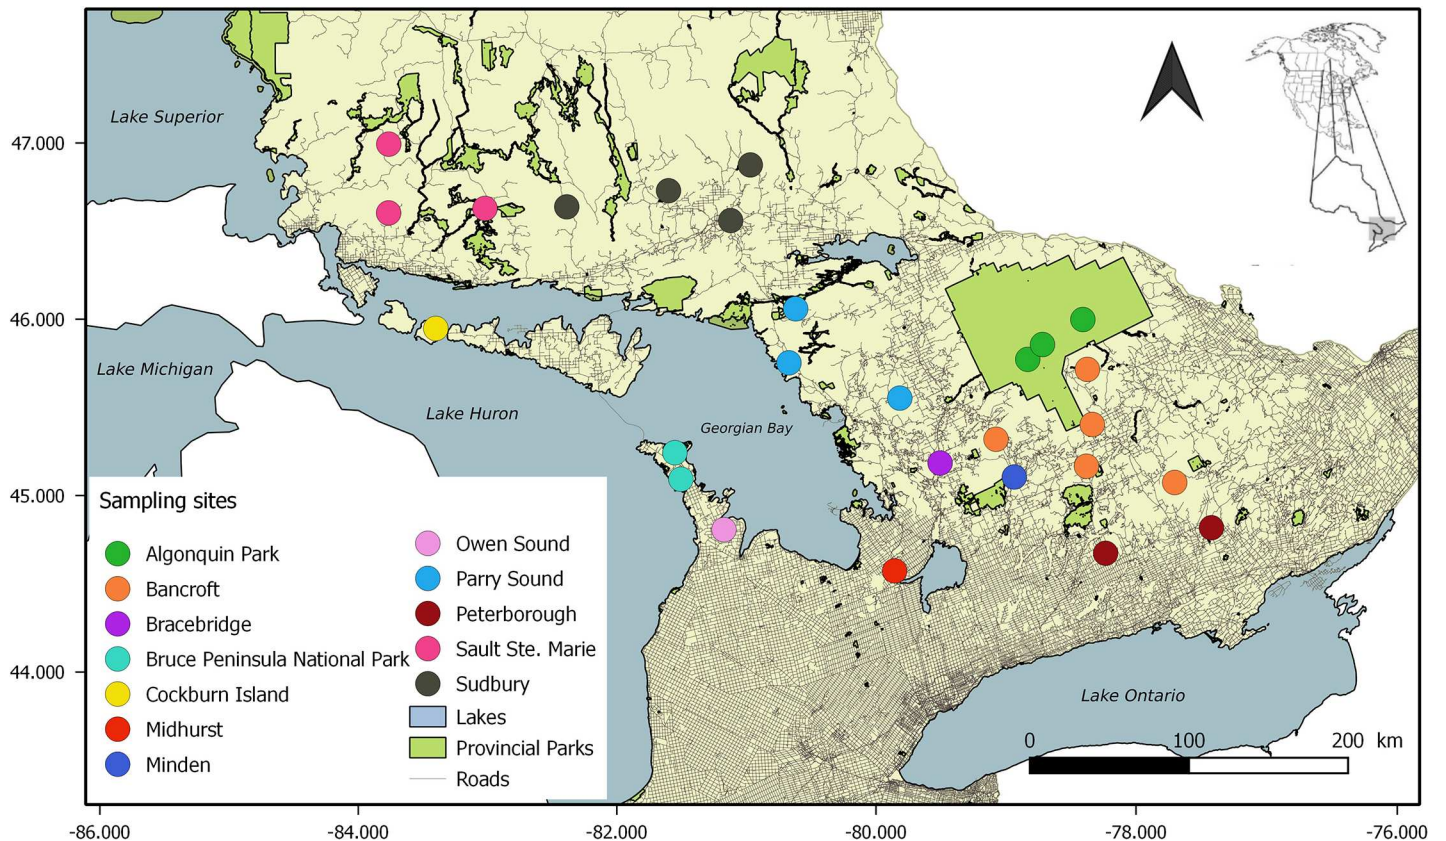 Lake Superior
47.000
46.000
Lake Michigan
Lake Huron
Georgian Bay
45.000
Sampling sites
Algonquin Park
Bancroft
Bracebridge
Bruce Peninsula National Park
Cockburn Island
Midhurst
Minden
Owen Sound
Parry Sound
Peterborough
Sault Ste. Marie
Sudbury
Lakes
Provincial Parks
Roads
44.000
Lake Ontario
0 100 200 km
-86.000 -84.000 -82.000 -80.000 -78.000 -76.000